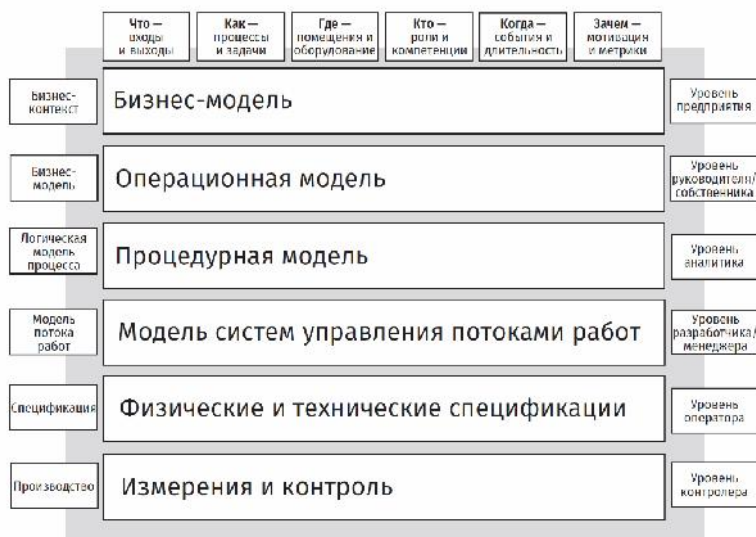 Что —
входы
и выходы
Как —
процессы
и задачи
Где —
помещения и
оборудование
Кто —
роли и
компетенции
Когда —
события и
длительность
Зачем —
мотивация
и метрики
Бизнес-
контекст
Бизнес-модель
Уровень
предприятия
Бизнес-
модель
Операционная модель
Уровень
руководителя/
собственника
Логическая
модель
процесса
Процедурная модель
Уровень
аналитика
Модель
потока
работ
Модель систем управления потоками работ
Уровень
разработчика/
менеджера
Спецификация
Физические и технические спецификации
Уровень
оператора
Производство
Измерения и контроль
Уровень
контролера